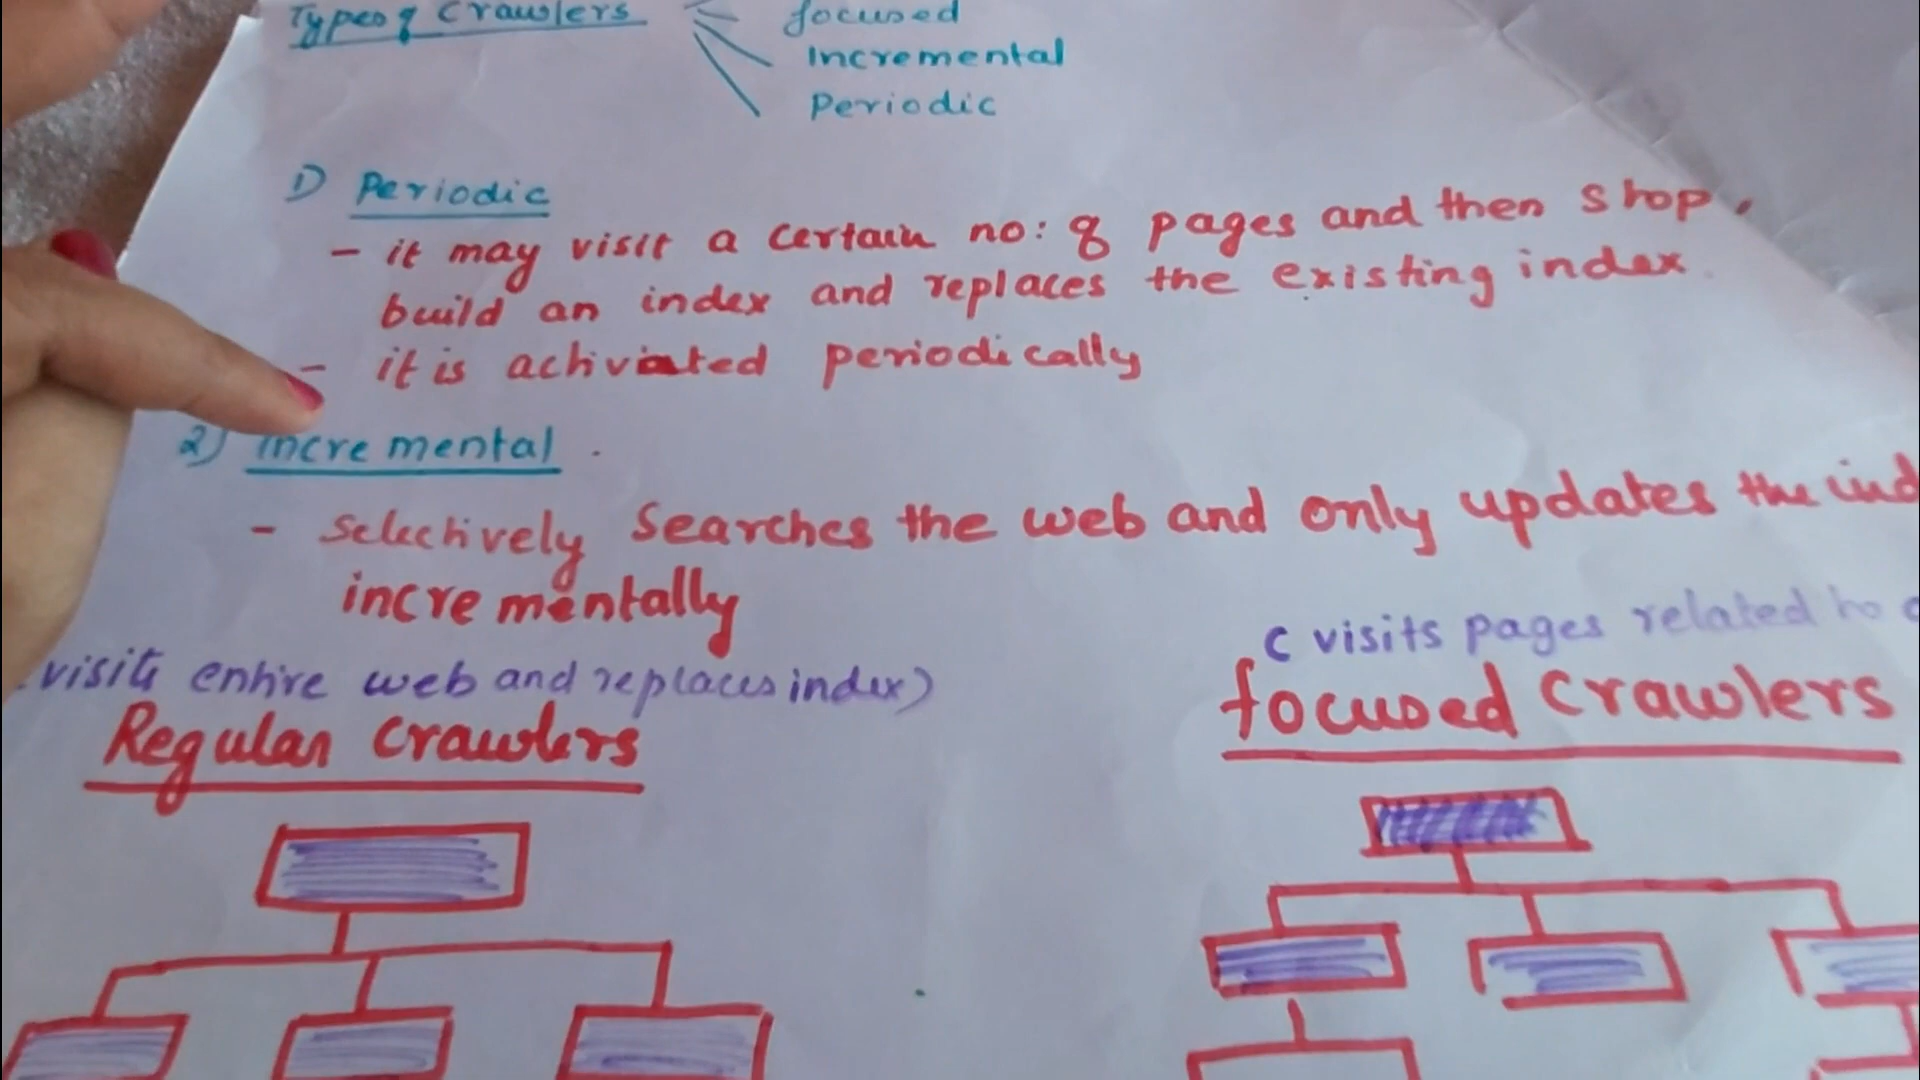 Types of Crawlers
focused
Incremental
Periodic
1) Periodic
- it may visit a certain no: of pages and then stop,
build an index and replaces the existing index
- it is activated periodically
2) Incremental
- Selectively Searches the web and only updates the
incrementally
visits entire web and replaces index)
( visits pages related to
Regular crawlers
focused Crawlers